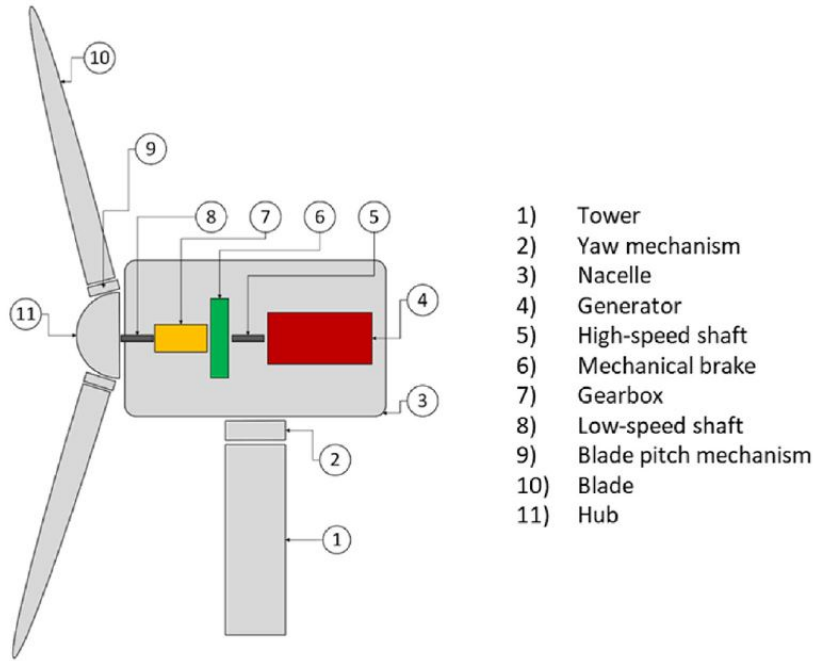 10
9
8
7
6
5
11
4
3
2
1
1) Tower
2) Yaw mechanism
3) Nacelle
4) Generator
5) High-speed shaft
6) Mechanical brake
7) Gearbox
8) Low-speed shaft
9) Blade pitch mechanism
10) Blade
11) Hub